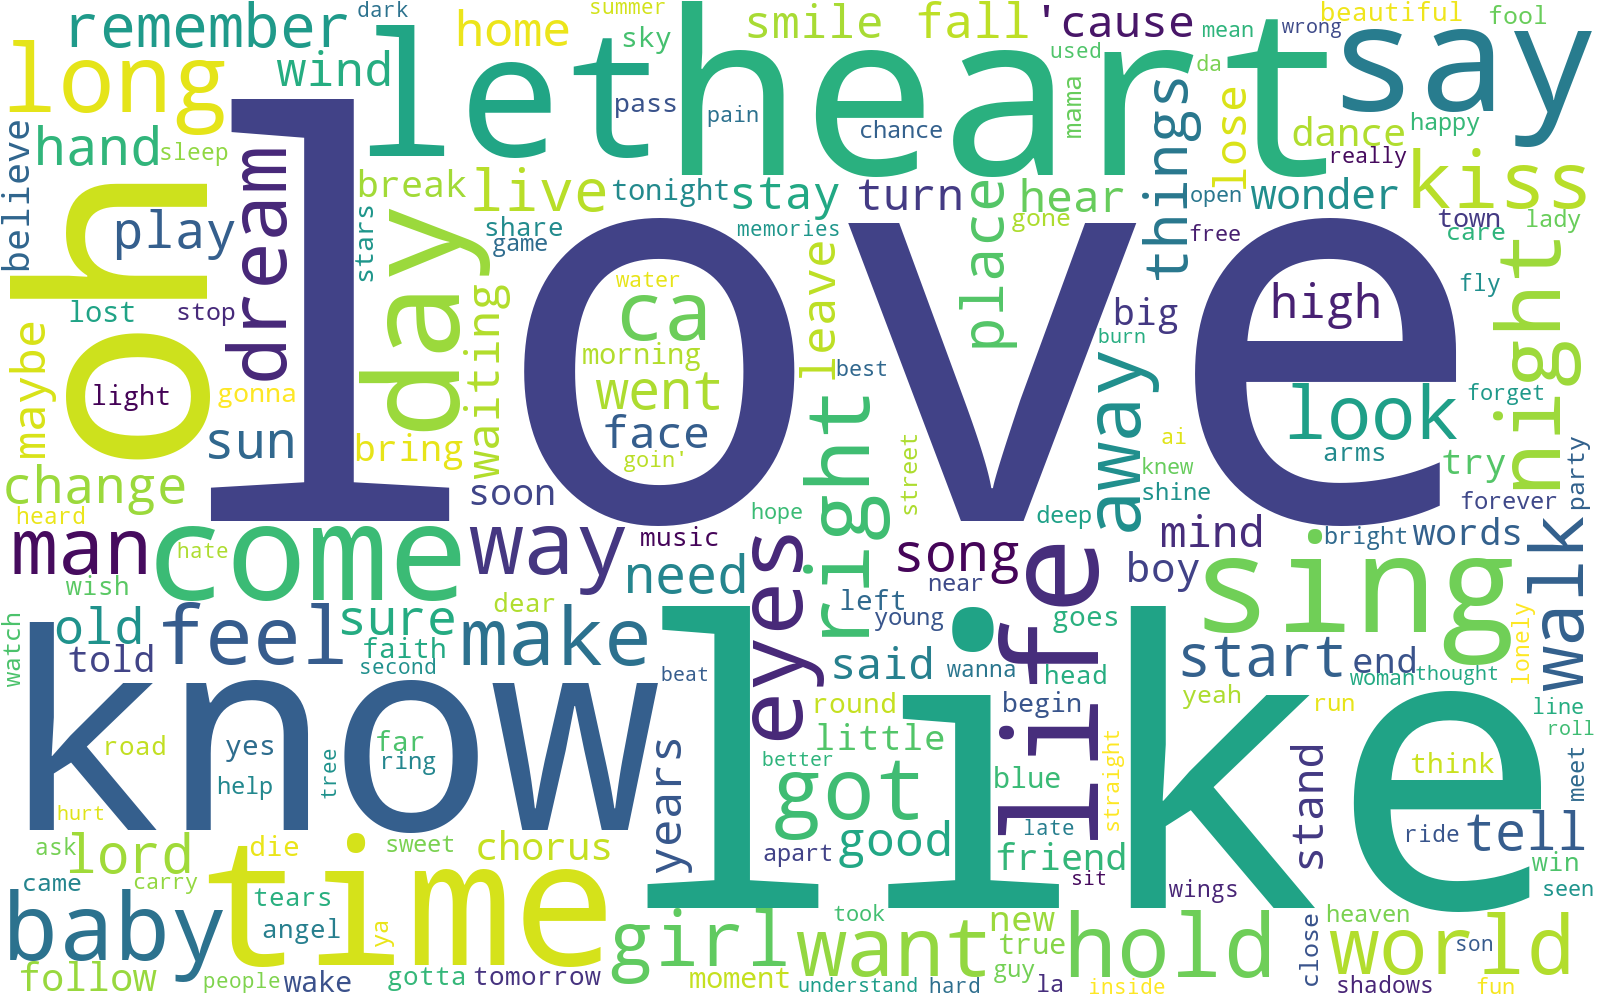 remember
dark
let
home
summer
smile
fall
'cause
heart
beautiful
fool
say
long
wind
sky
pass
pain
used
mean
wrong
da
mama
chance
lose
dance
happy
really
believe
hand
sleep
oh
dream
break
live
tonight
stay
turn
hear
things
wonder
kiss
open
play
stars
day
share
game
memories
place
gone
free
town
lady
care
night
love
lost
stop
waiting
water
ca
leave
big
high
fly
burn
maybe
light
gonna
morning
went
best
away
look
forget
sun
bring
face
goin'
right
street
ai
knew
arms
try
party
change
heard
soon
hope
shine
deep
forever
man
hate
come
way
music
eyes
song
mind
bright
words
wish
need
near
life
boy
sing
walk
watch
old
feel
sure
dear
make
left
young
like
goes
told
faith
second
said
wanna
head
start
end
woman
thought
lonely
know
beat
begin
yeah
run
line
roll
road
yes
far
ring
years
round
little
better
blue
straight
stand
think
meet
help
tree
got
hurt
ask
lord
die
time
sweet
chorus
apart
good
late
friend
ride
tell
win
came
carry
sit
wings
seen
baby
tears
angel
ya
girl
want
took
new
true
hold
close
heaven
world
son
follow
people
wake
gotta
tomorrow
moment
understand
hard
guy
la
inside
shadows
fun